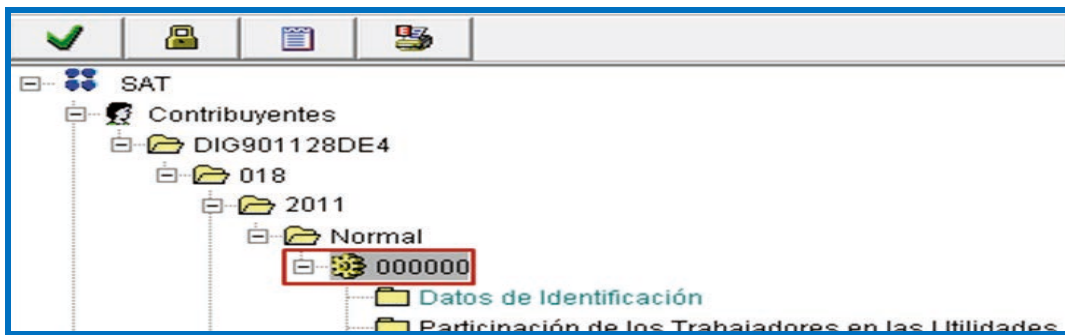 SAT
Contribuyentes
DIG901128DE4
018
2011
Normal
000000
Datos de Identificación
Participación de los Trabajadores en las Utilidades